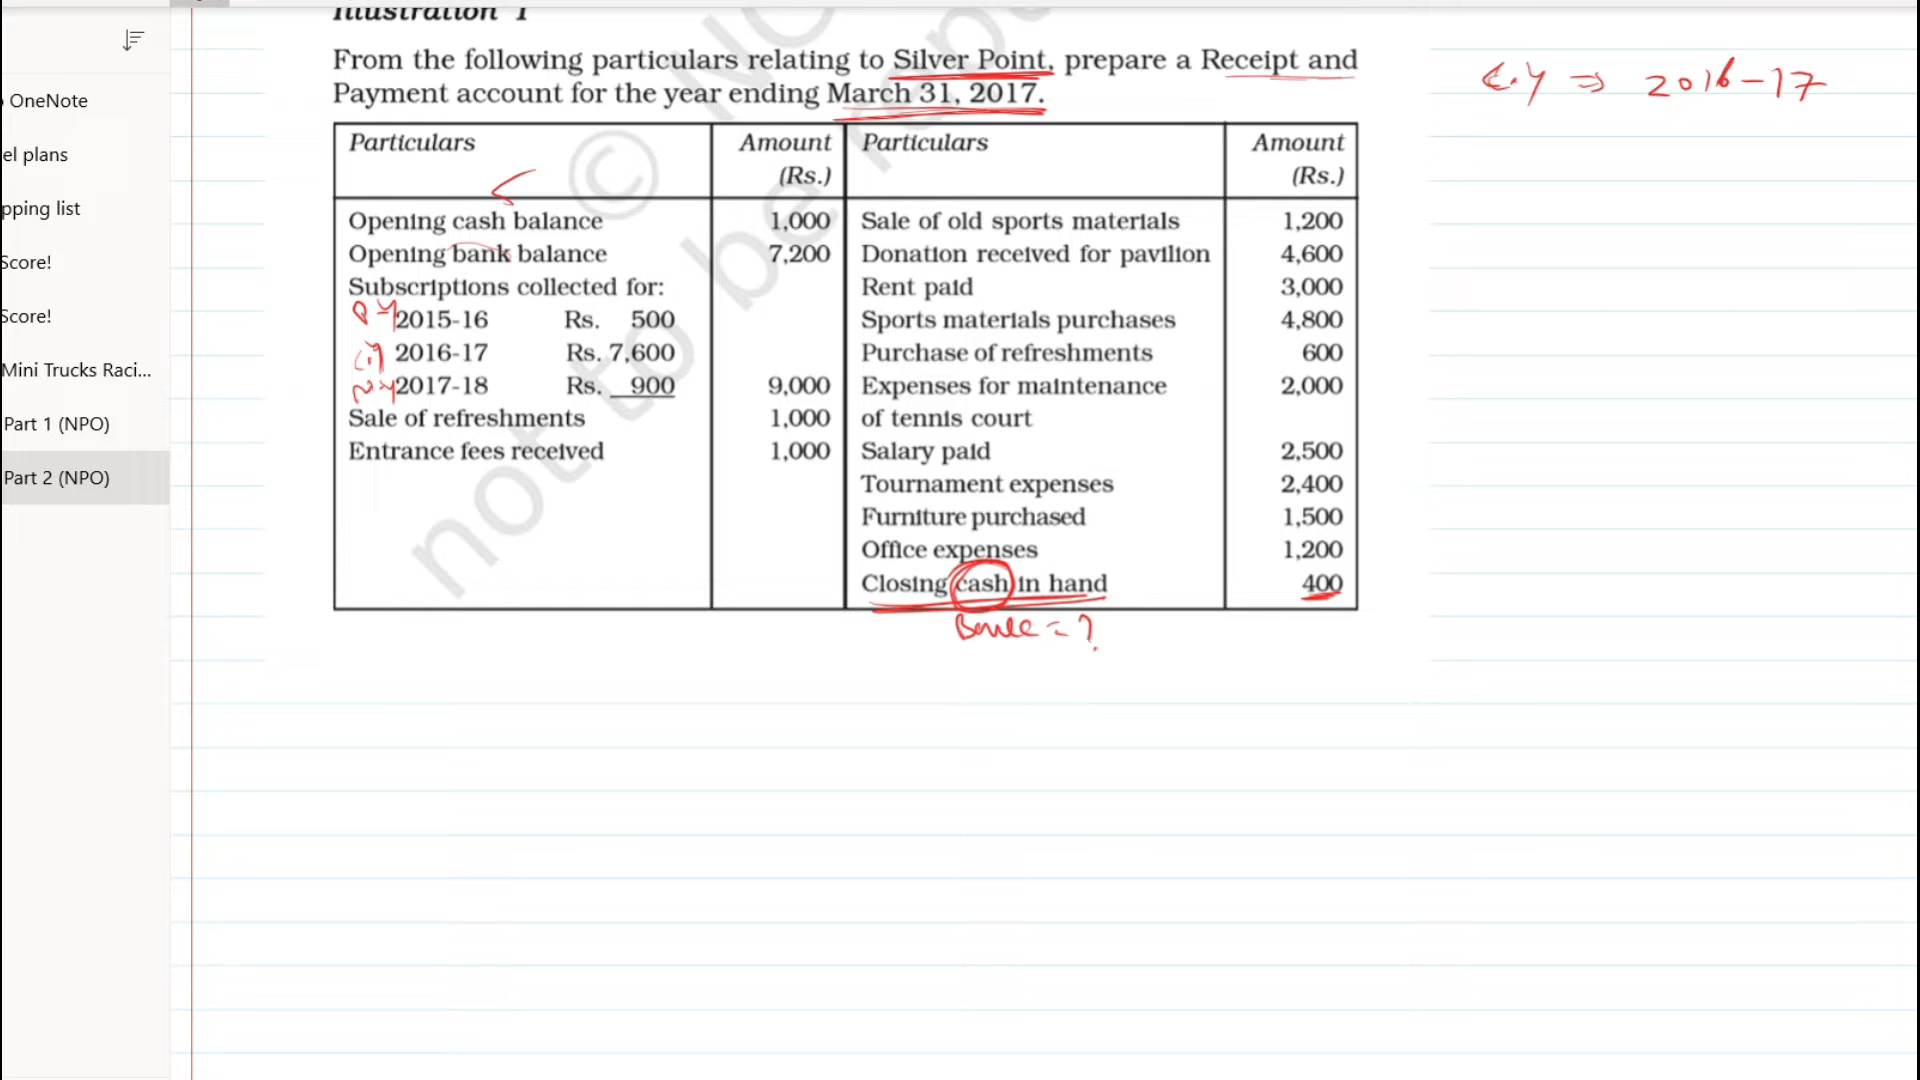 Illustration 1
OneNote
el plans
pping list
Score!
Score!
Mini Trucks Raci...
Part 1 (NPO)
Part 2 (NPO)
From the following particulars relating to Silver Point, prepare a Receipt and
Payment account for the year ending March 31, 2017.
C.Y ⇒ 2016-17
Particulars Amount (Rs.) Particulars Amount (Rs.)
Opening cash balance 1,000 Sale of old sports materials 1,200
Opening bank balance 7,200 Donation received for pavilion 4,600
Subscriptions collected for: Rent paid 3,000
P.Y 2015-16 Rs. 500 Sports materials purchases 4,800
C.Y 2016-17 Rs. 7,600 Purchase of refreshments 600
N.Y 2017-18 Rs. 900 9,000 Expenses for maintenance 2,000
Sale of refreshments 1,000 of tennis court
Entrance fees received 1,000 Salary paid 2,500
Tournament expenses 2,400
Furniture purchased 1,500
Office expenses 1,200
Closing cash in hand 400
Bank = ?
© NC
not to be rep